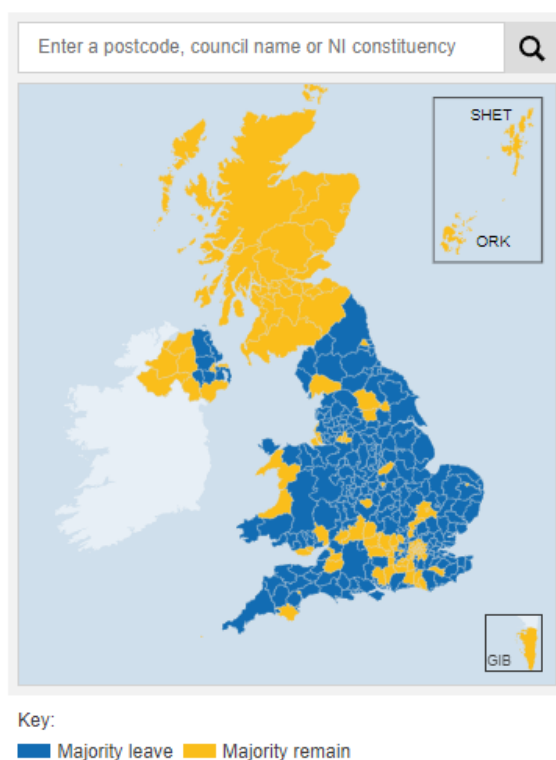 Enter a postcode, council name or NI constituency
SHET
ORK
GIB
Key:
Majority leave Majority remain